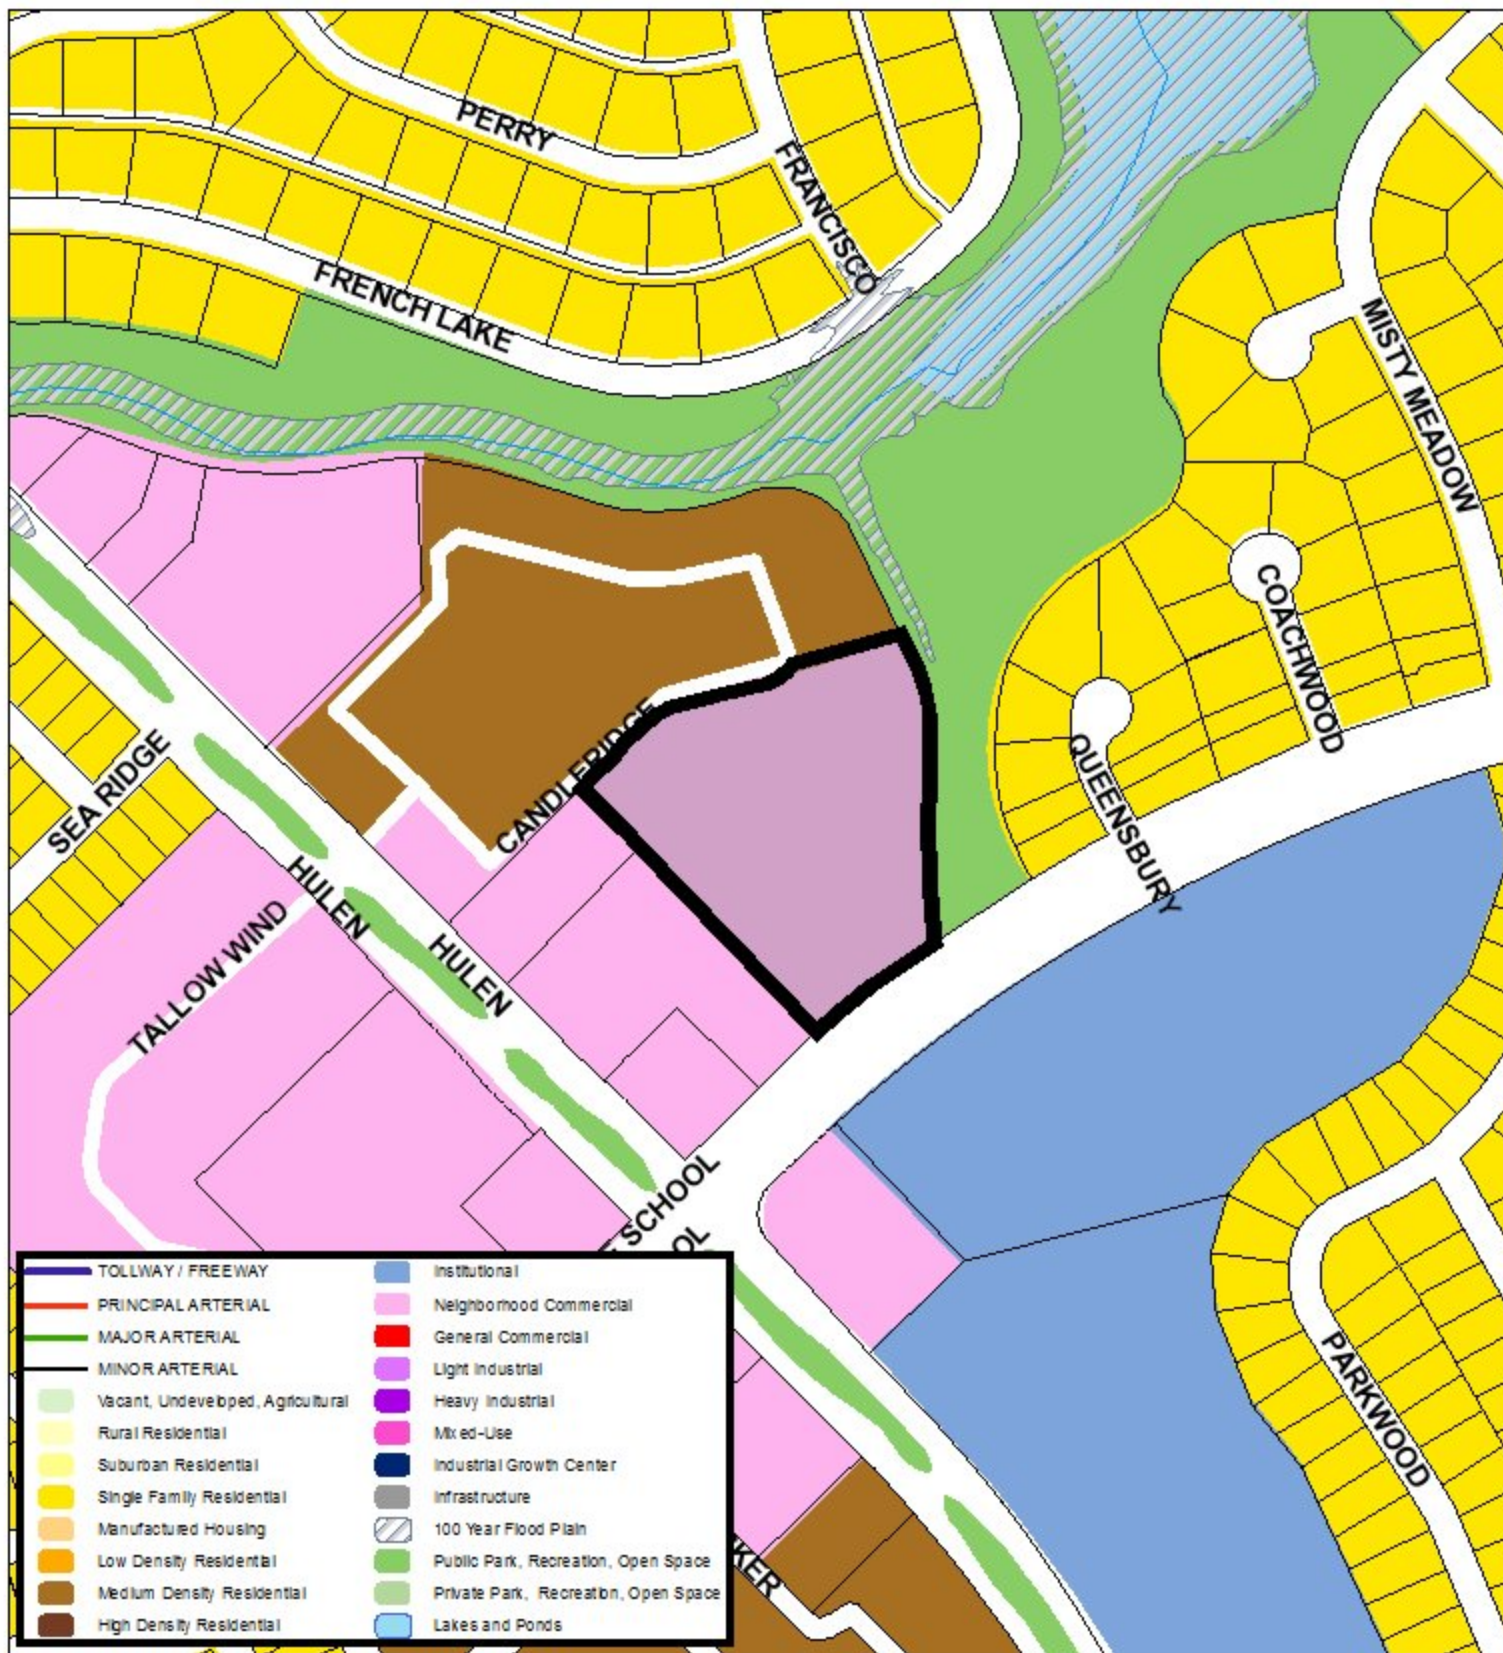 PERRY
FRANCISCO
FRENCH LAKE
MISTY MEADOW
COACHWOOD
CANDLERIDGE
SEA RIDGE
QUEENSBURY
HULEN
TALLOW WIND
HULEN
SCHOOL
OL
PARKWOOD
KER
TOLLWAY / FREEWAY
PRINCIPAL ARTERIAL
MAJOR ARTERIAL
MINOR ARTERIAL
Vacant, Undeveloped, Agricultural
Rural Residential
Suburban Residential
Single Family Residential
Manufactured Housing
Low Density Residential
Medium Density Residential
High Density Residential
Institutional
Neighborhood Commercial
General Commercial
Light Industrial
Heavy Industrial
Mixed-Use
Industrial Growth Center
Infrastructure
100 Year Flood Plain
Public Park, Recreation, Open Space
Private Park, Recreation, Open Space
Lakes and Ponds